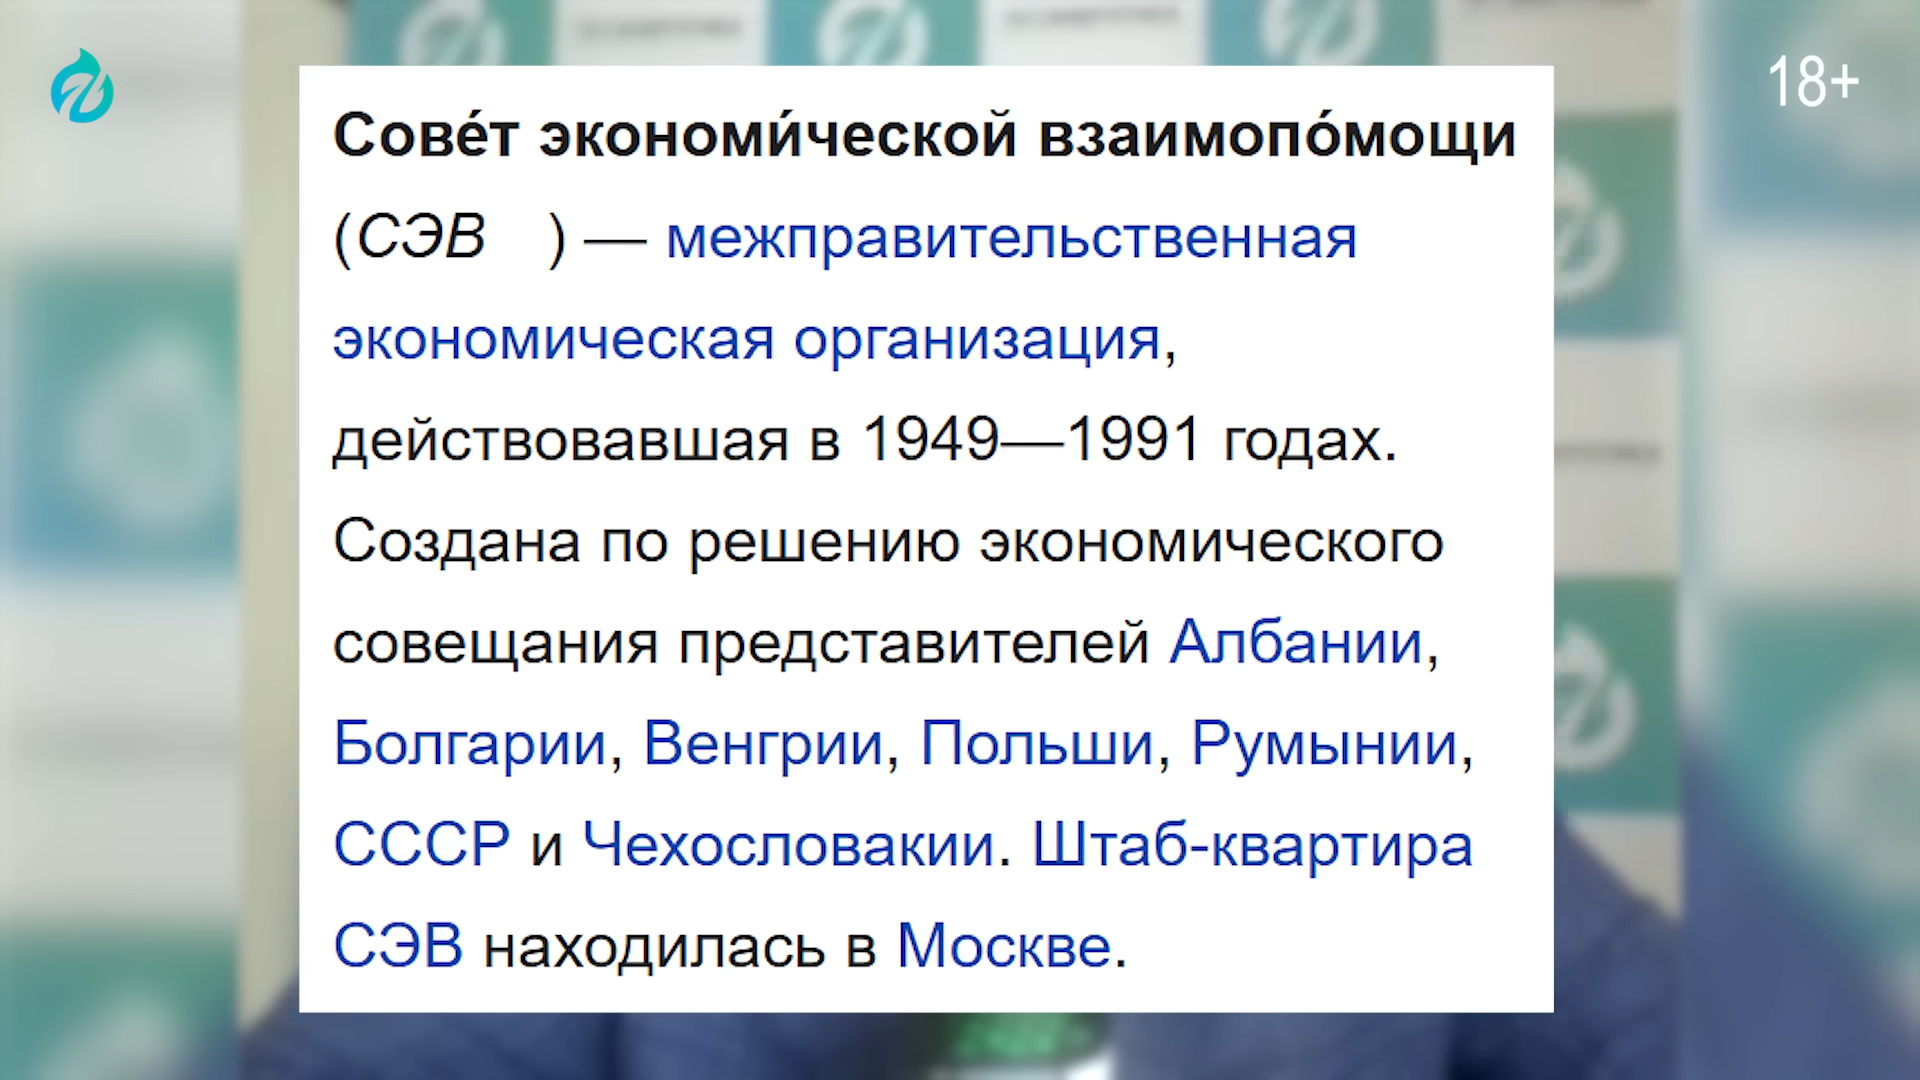 18+
Сове́т экономи́ческой взаимопо́мощи
(СЭВ ) — межправительственная
экономическая организация,
действовавшая в 1949—1991 годах.
Создана по решению экономического
совещания представителей Албании,
Болгарии, Венгрии, Польши, Румынии,
СССР и Чехословакии. Штаб-квартира
СЭВ находилась в Москве.